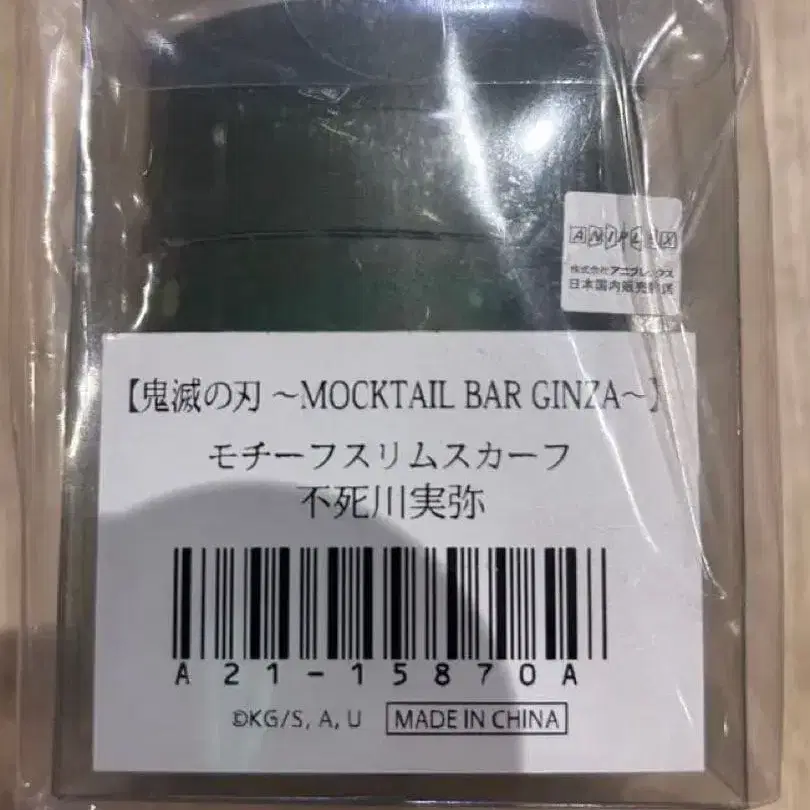 ANIPLEX
株式会社アニプレックス
日本国内販売
【鬼滅の刃 ～MOCKTAIL BAR GINZA～】
モチーフスリムスカーフ
不死川実弥
A21-15870A
©KG/S, A, U
MADE IN CHINA